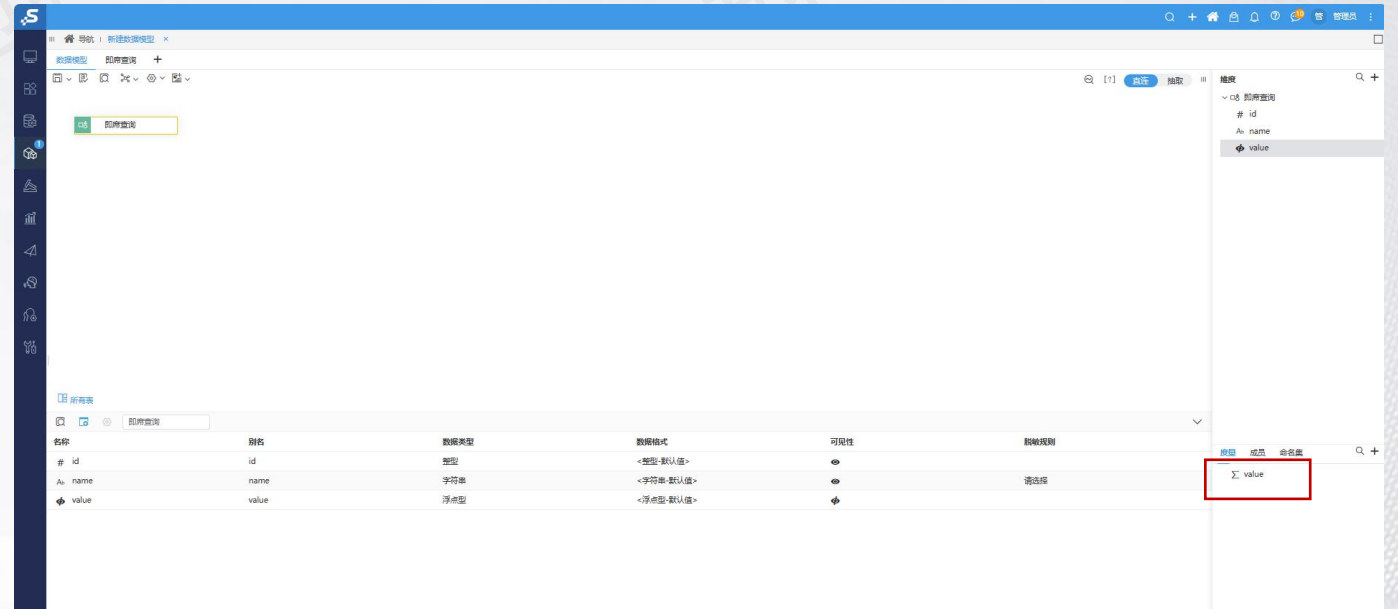 S
10 管 管理员
导航 新建数据模型 ×
数据模型 即席查询 +
[?] 直连 抽取
维度
即席查询
# id
Ab name
value
即席查询
所有表
即席查询
名称 别名 数据类型 数据格式 可见性 脱敏规则
# id id 整型 <整型-默认值>
Ab name name 字符串 <字符串-默认值> 请选择
value value 浮点型 <浮点型-默认值>
度量 成员 命名集
∑ value
1